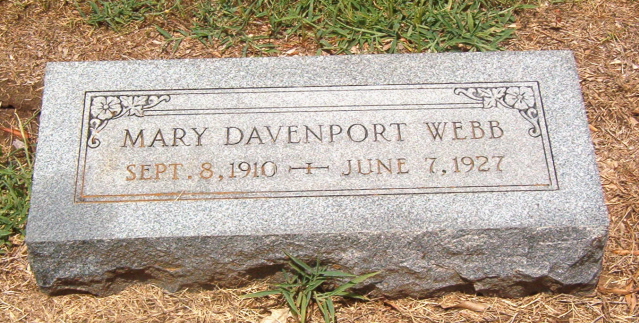 MARY DAVENPORT WEBB
SEPT. 8, 1910 — JUNE 7, 1927